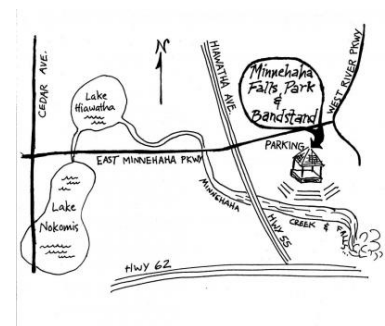 CEDAR AVE.
Lake
Hiawatha
N
HIAWATHA AVE.
Minnehaha
Falls, Park
&
Bandstand
WEST RIVER PKWY
PARKING
EAST MINNEHAHA PKWY
MINNEHAHA
CREEK & FALLS
Lake
Nokomis
HWY 55
HWY 62